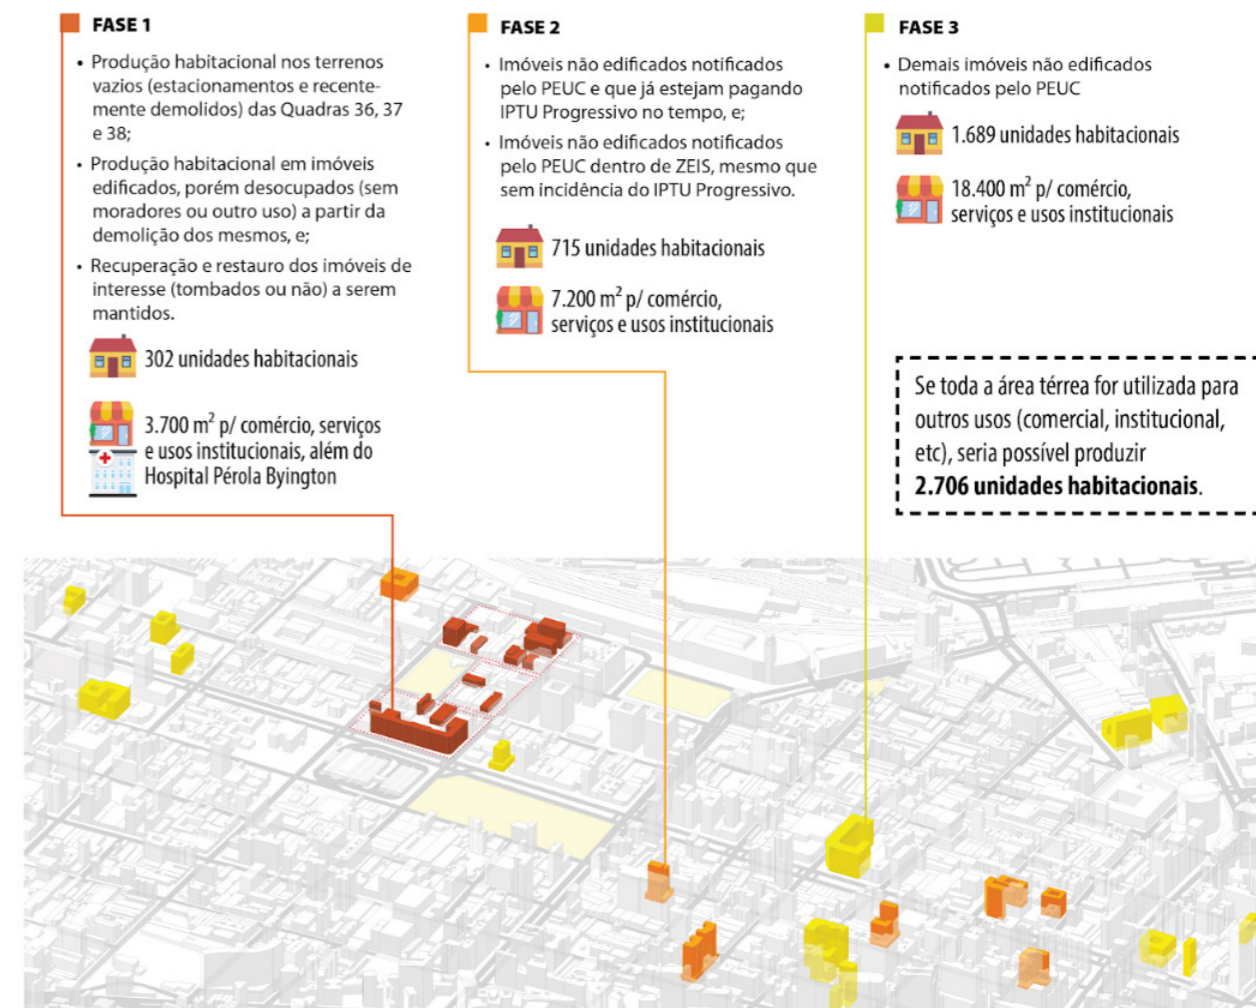 FASE 1
• Produção habitacional nos terrenos
vazios (estacionamentos e recente-
mente demolidos) das Quadras 36, 37
e 38;
• Produção habitacional em imóveis
edificados, porém desocupados (sem
moradores ou outro uso) a partir da
demolição dos mesmos, e;
• Recuperação e restauro dos imóveis de
interesse (tombados ou não) a serem
mantidos.
302 unidades habitacionais
3.700 m² p/ comércio, serviços
e usos institucionais, além do
Hospital Pérola Byington
FASE 2
• Imóveis não edificados notificados
pelo PEUC e que já estejam pagando
IPTU Progressivo no tempo, e;
• Imóveis não edificados notificados
pelo PEUC dentro de ZEIS, mesmo que
sem incidência do IPTU Progressivo.
715 unidades habitacionais
7.200 m² p/ comércio,
serviços e usos institucionais
FASE 3
• Demais imóveis não edificados
notificados pelo PEUC
1.689 unidades habitacionais
18.400 m² p/ comércio,
serviços e usos institucionais
Se toda a área térrea for utilizada para
outros usos (comercial, institucional,
etc), seria possível produzir
2.706 unidades habitacionais.